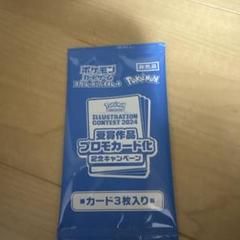 ポケモン
カードゲーム
非売品
Pokémon
Pokémon
ILLUSTRATION
CONTEST 2024
受賞作品
プロモカード化
記念キャンペーン
カード3枚入り